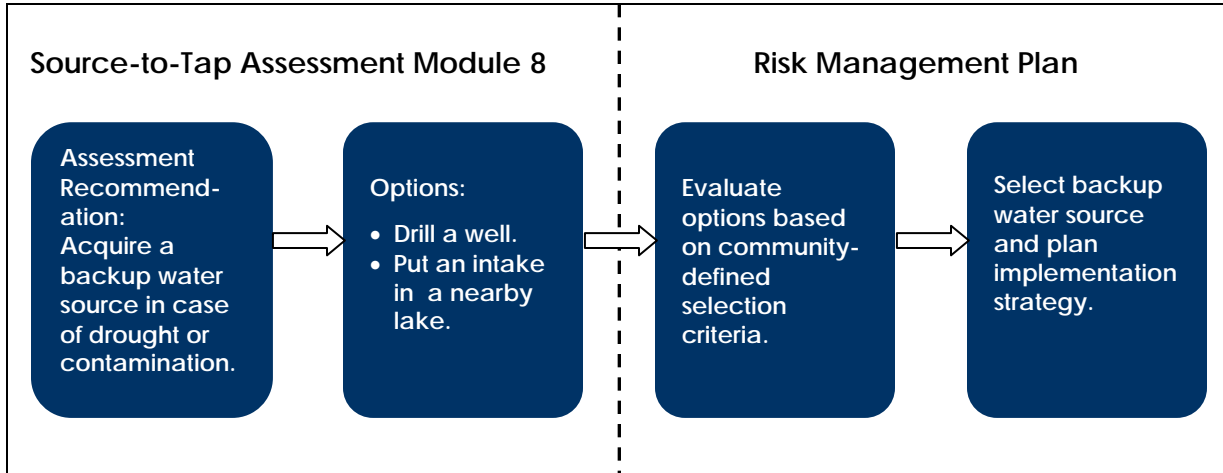 Source-to-Tap Assessment Module 8
Risk Management Plan
Assessment
Recommend-
ation:
Acquire a
backup water
source in case
of drought or
contamination.
Options:
• Drill a well.
• Put an intake
in a nearby
lake.
Evaluate
options based
on community-
defined
selection
criteria.
Select backup
water source
and plan
implementation
strategy.